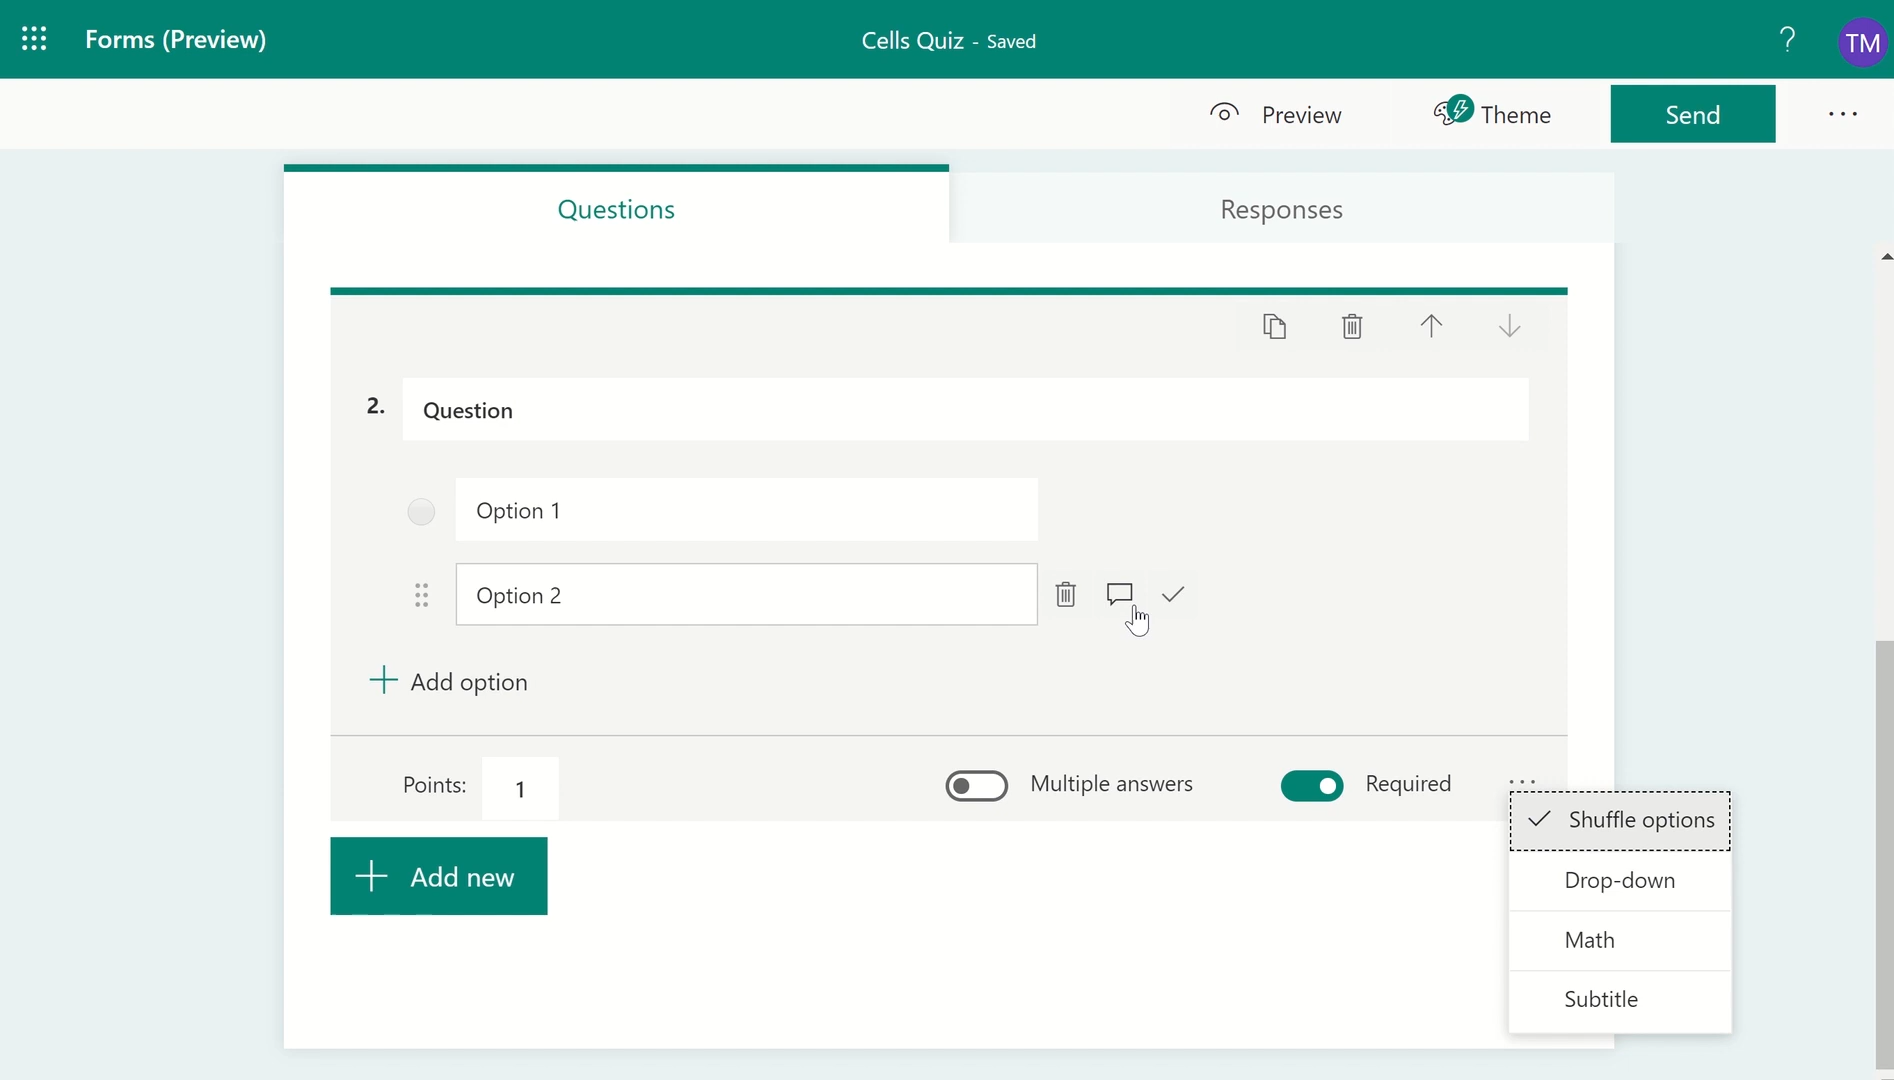 Forms (Preview)
Cells Quiz - Saved
?
TM
Preview
Theme
Send
Questions
Responses
2.
Question
Option 1
Option 2
Add option
Points:
1
Multiple answers
Required
Shuffle options
Drop-down
Math
Subtitle
Add new